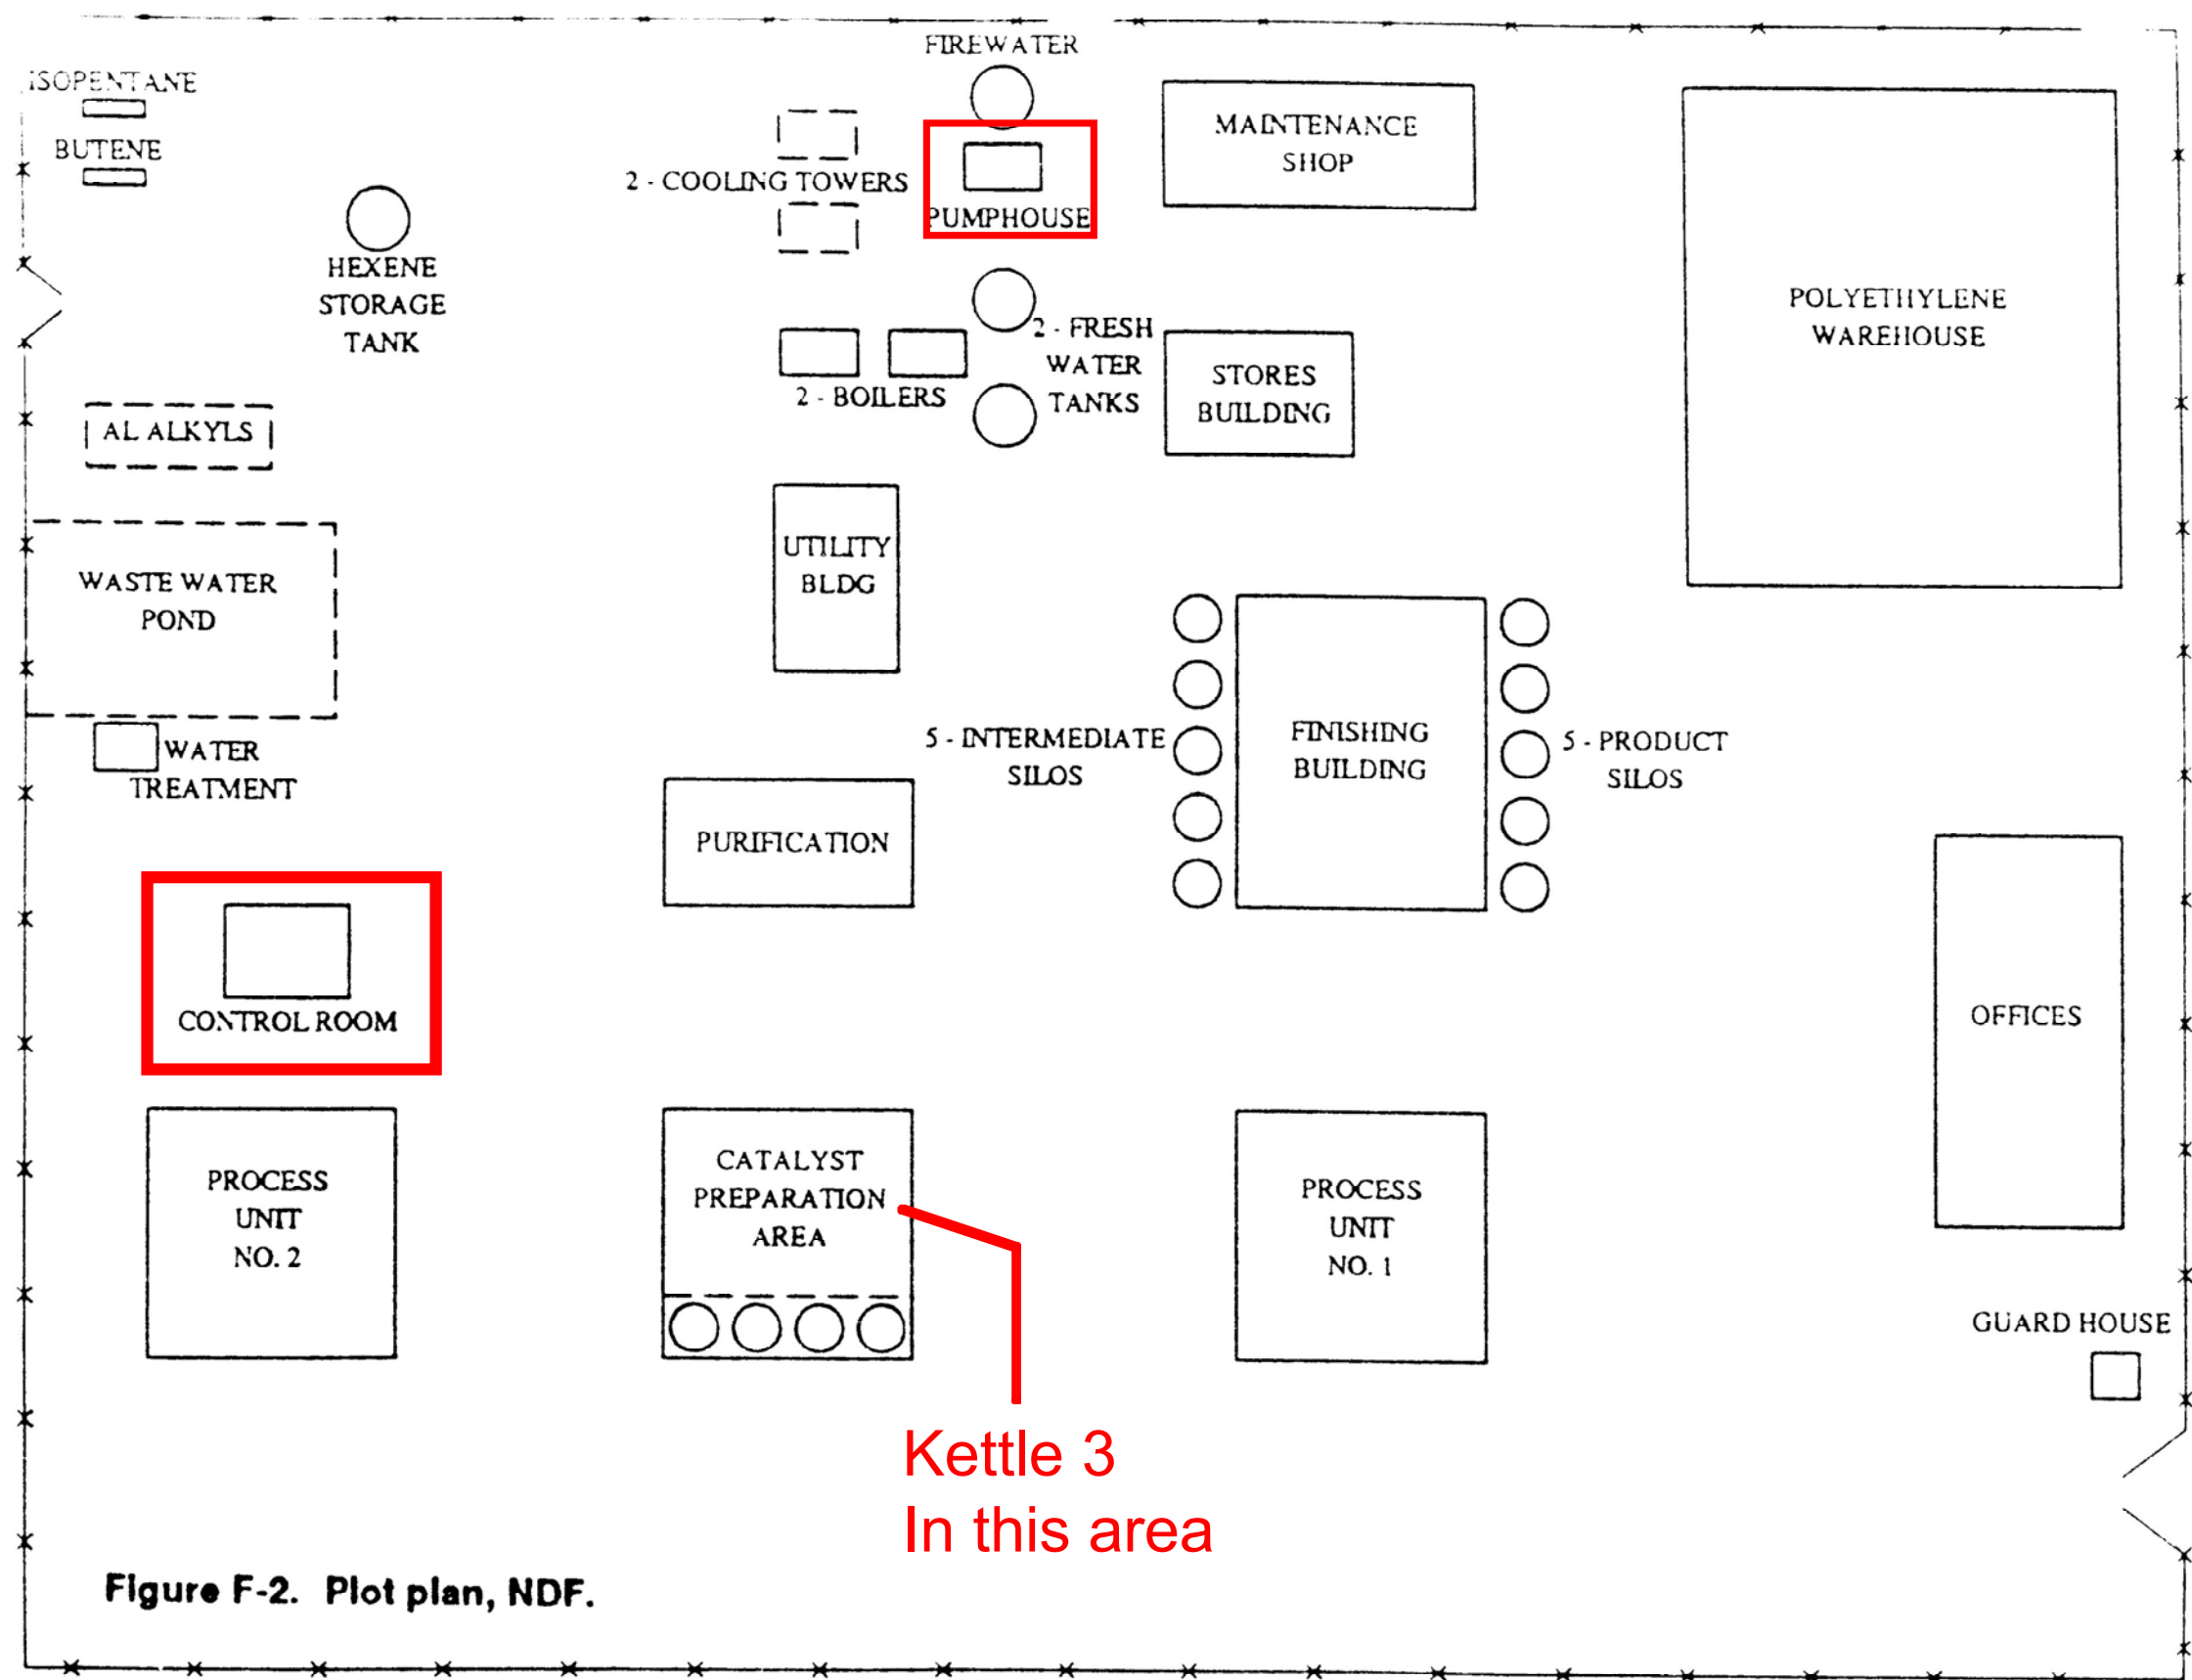 FIREWATER
ISOPENTANE
BUTENE
2 - COOLING TOWERS
PUMPHOUSE
MAINTENANCE
SHOP
HEXENE
STORAGE
TANK
POLYETHYLENE
WAREHOUSE
2 - FRESH
WATER
TANKS
2 - BOILERS
STORES
BUILDING
AL ALKYLS
UTILITY
BLDG
WASTE WATER
POND
WATER
TREATMENT
5 - INTERMEDIATE
SILOS
FINISHING
BUILDING
5 - PRODUCT
SILOS
PURIFICATION
CONTROL ROOM
OFFICES
PROCESS
UNIT
NO. 2
CATALYST
PREPARATION
AREA
PROCESS
UNIT
NO. 1
GUARD HOUSE
Kettle 3
In this area
Figure F-2. Plot plan, NDF.